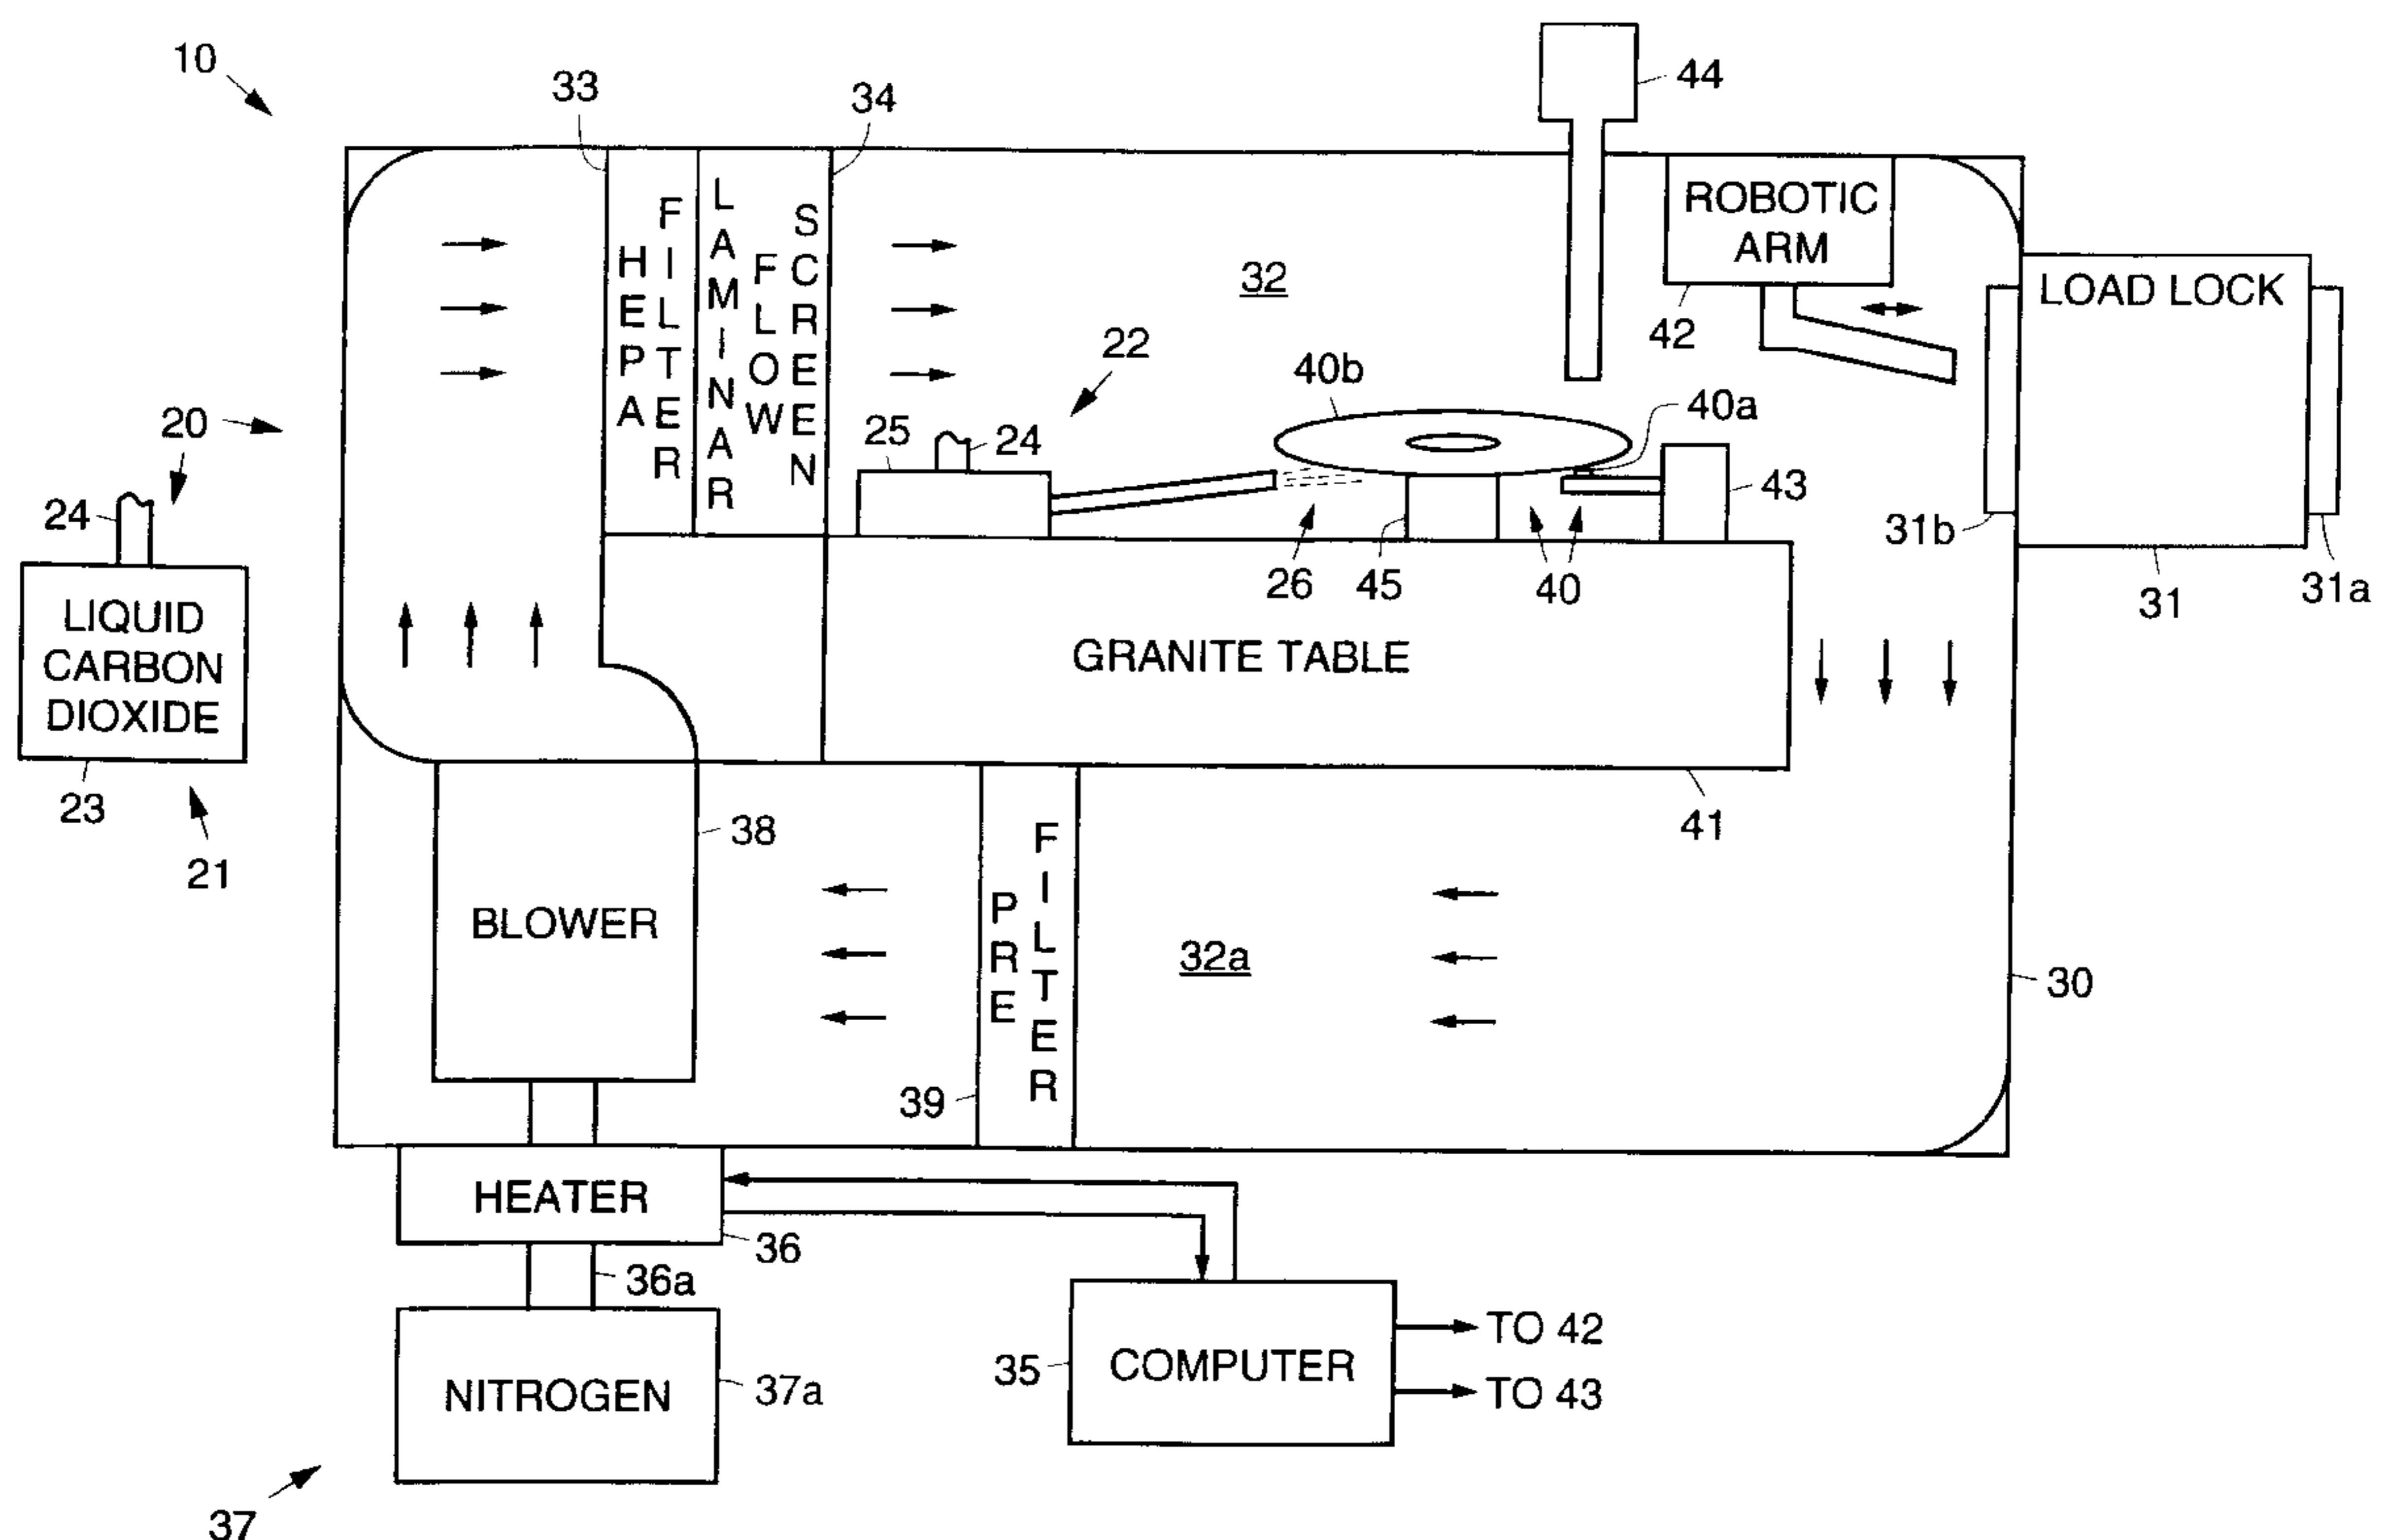 10
33
34
44
HEPA
FILTER
LAMINAR
FLOW
SCREEN
32
ROBOTIC
ARM
42
LOAD LOCK
22
40b
40a
20
25
24
43
24
31b
26
45
40
31
31a
LIQUID
CARBON
DIOXIDE
23
21
GRANITE TABLE
41
38
BLOWER
PRE
FILTER
32a
30
39
HEATER
36
36a
NITROGEN
37a
37
35
COMPUTER
TO 42
TO 43